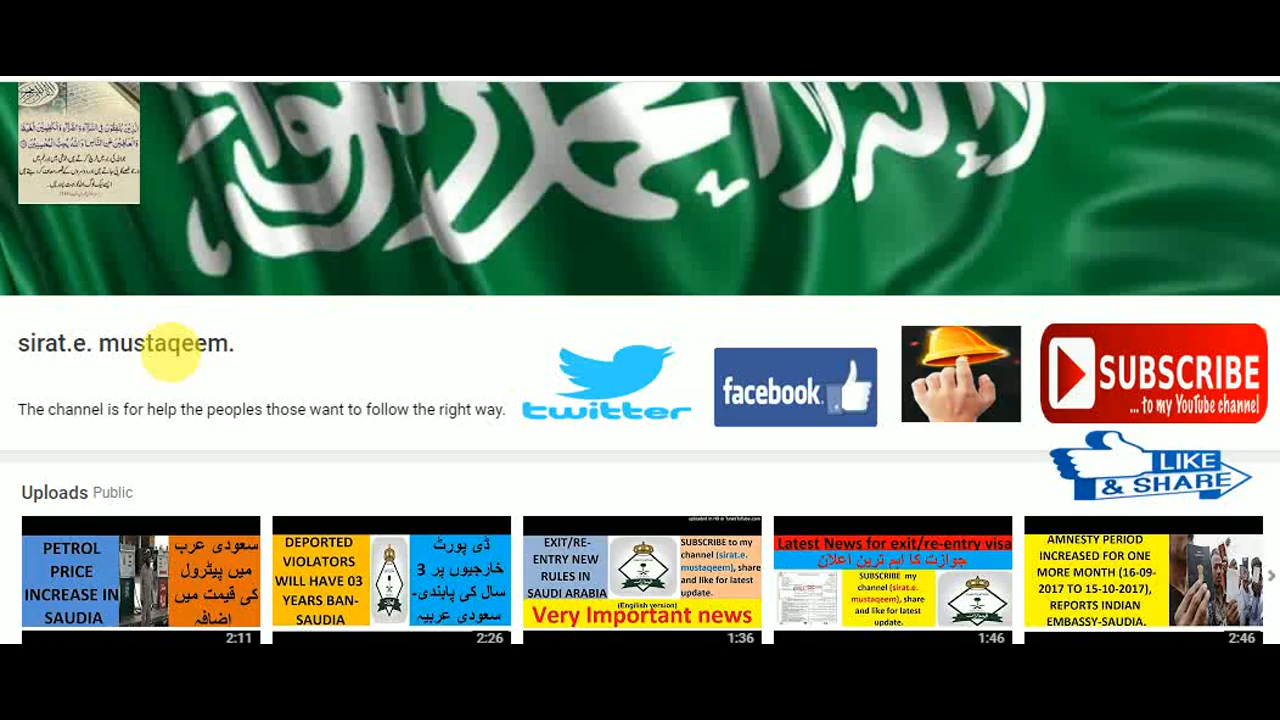 لا إله إلا الله محمد رسول
sirat.e. mustaqeem.
The channel is for help the peoples those want to follow the right way.
twitter
facebook.
SUBSCRIBE
...to my YouTube channel
LIKE
& SHARE
Uploads Public
PETROL
PRICE
INCREASE IN
SAUDIA
سعودی عرب
میں پیٹرول
کی قیمت میں
اضافہ
2:11
DEPORTED
VIOLATORS
WILL HAVE 03
YEARS BAN-
SAUDIA
ڈی پورٹ
خارجیوں پر 3
سال کی پابندی-
سعودی عربیہ
2:26
EXIT/RE-
ENTRY NEW
RULES IN
SAUDI ARABIA
SUBSCRIBE to my
channel (sirat.e.
mustaqeem), share
and like for latest
update.
(Engilish version)
Very Important news
1:36
Latest News for exit/re-entry visa
جوازت کا اہم ترین اعلان
SUBSCRIBE my
channel (sirat.e.
mustaqeem), share
and like for latest
update.
1:46
AMNESTY PERIOD
INCREASED FOR ONE
MORE MONTH (16-09-
2017 TO 15-10-2017),
REPORTS INDIAN
EMBASSY-SAUDIA.
2:46